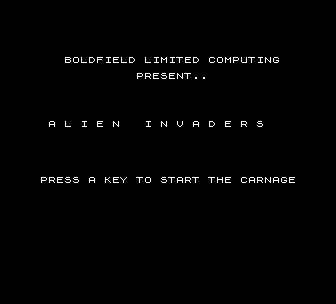 BOLDFIELD LIMITED COMPUTING
PRESENT..
A L I E N   I N V A D E R S
PRESS A KEY TO START THE CARNAGE